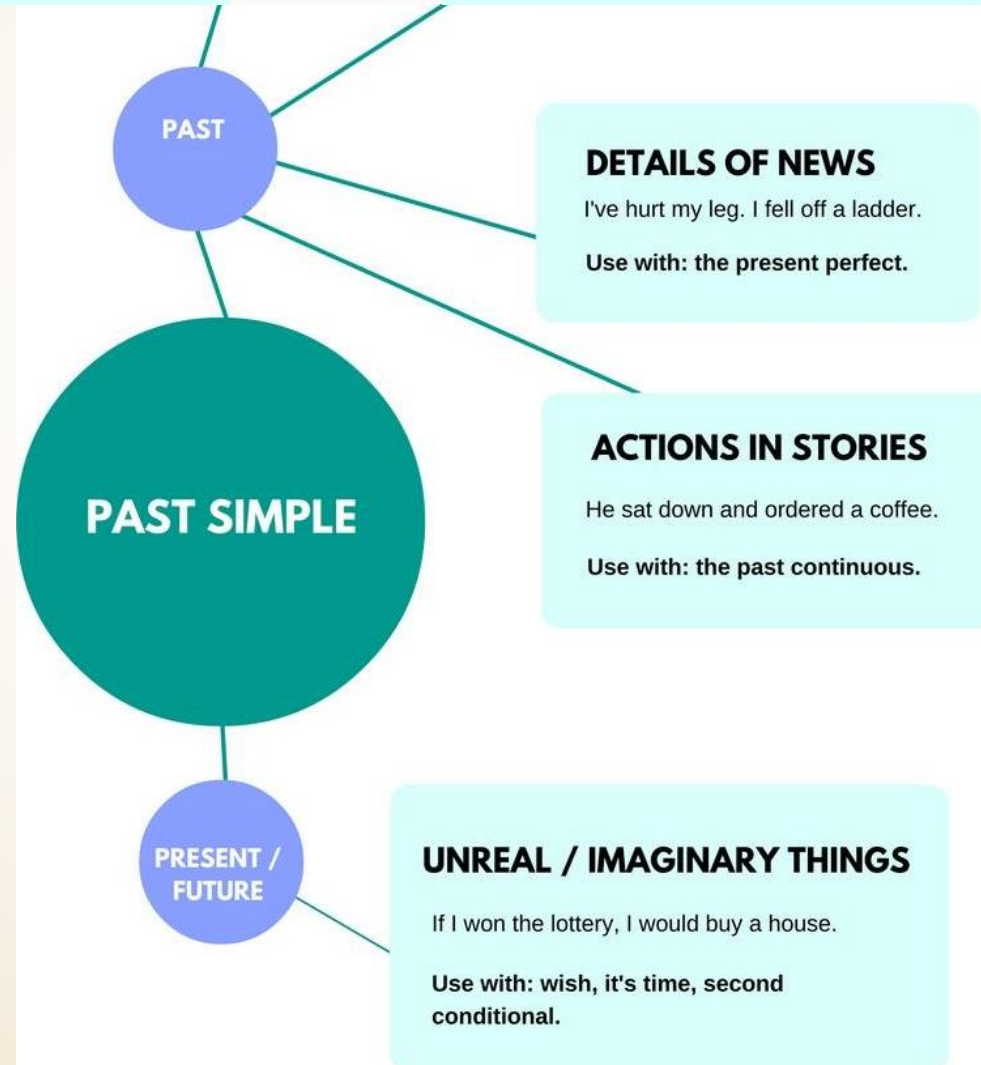 PAST
DETAILS OF NEWS
I've hurt my leg. I fell off a ladder.
Use with: the present perfect.
ACTIONS IN STORIES
He sat down and ordered a coffee.
Use with: the past continuous.
PAST SIMPLE
PRESENT /
FUTURE
UNREAL / IMAGINARY THINGS
If I won the lottery, I would buy a house.
Use with: wish, it's time, second
conditional.